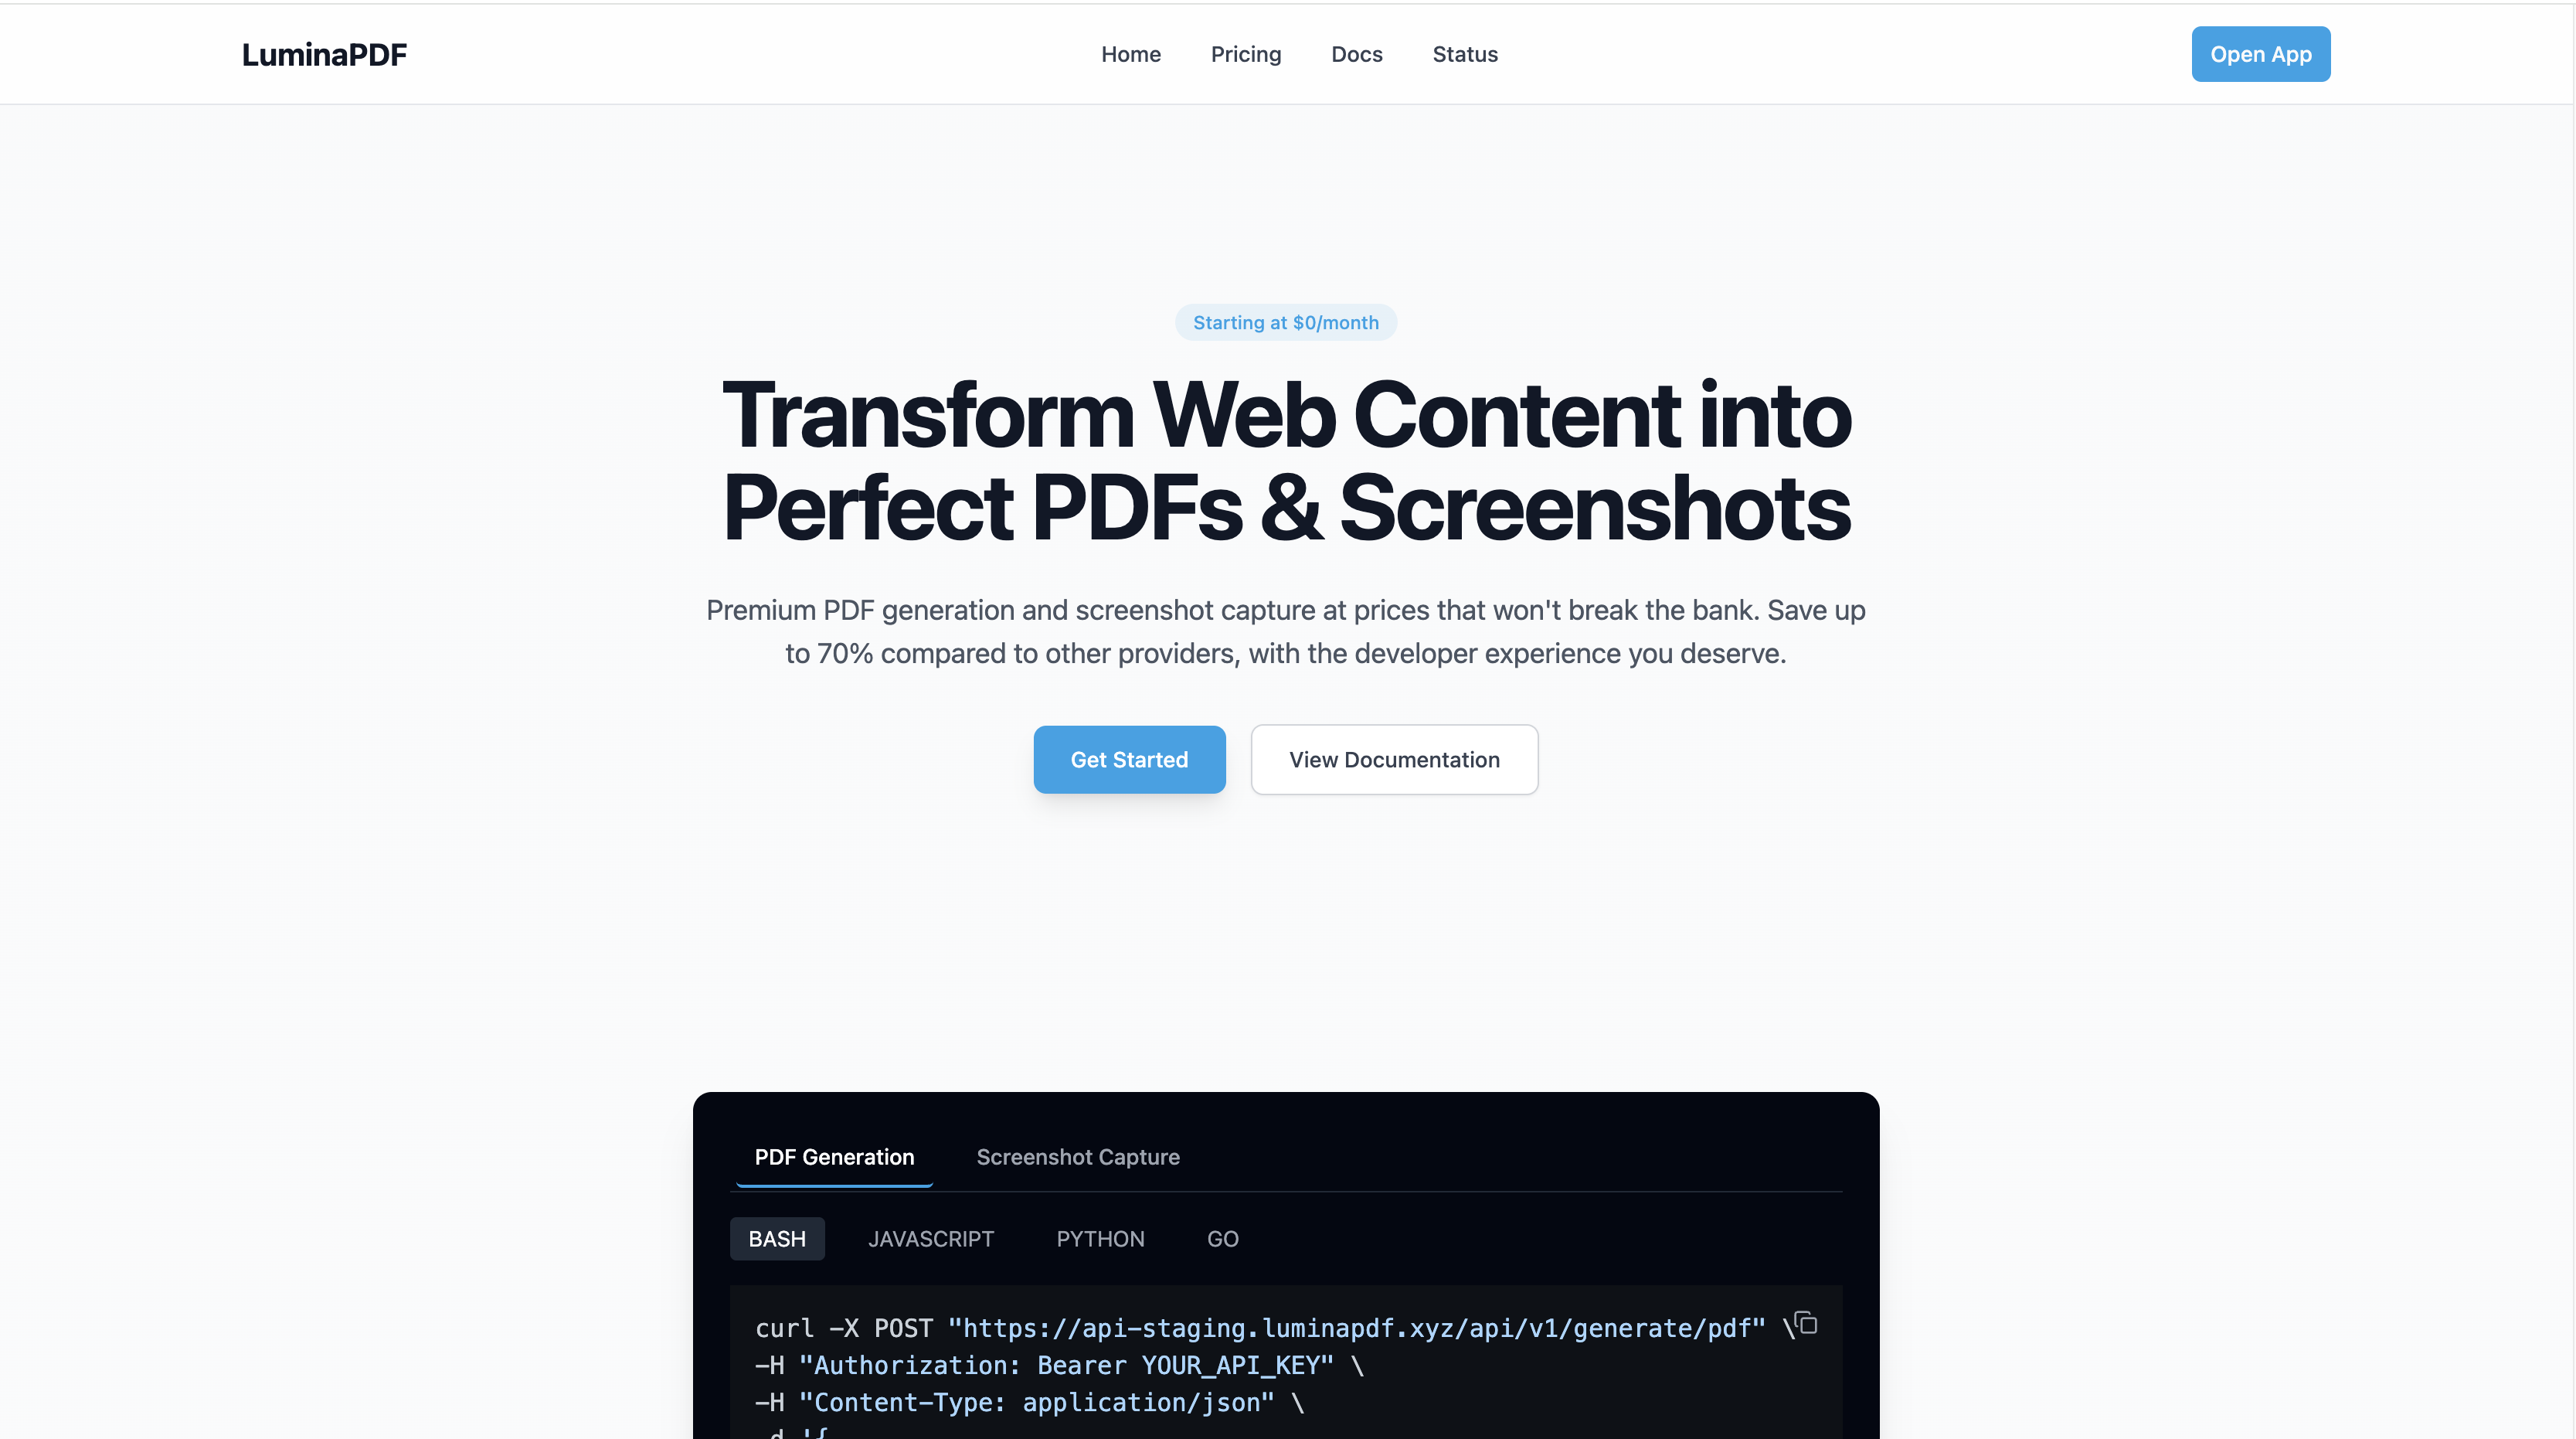 LuminaPDF
Home
Pricing
Docs
Status
Open App
Starting at $0/month
Transform Web Content into
Perfect PDFs & Screenshots
Premium PDF generation and screenshot capture at prices that won't break the bank. Save up
to 70% compared to other providers, with the developer experience you deserve.
Get Started
View Documentation
PDF Generation
Screenshot Capture
BASH
JAVASCRIPT
PYTHON
GO
curl -X POST "https://api-staging.luminapdf.xyz/api/v1/generate/pdf" \
-H "Authorization: Bearer YOUR_API_KEY" \
-H "Content-Type: application/json" \
-d '{